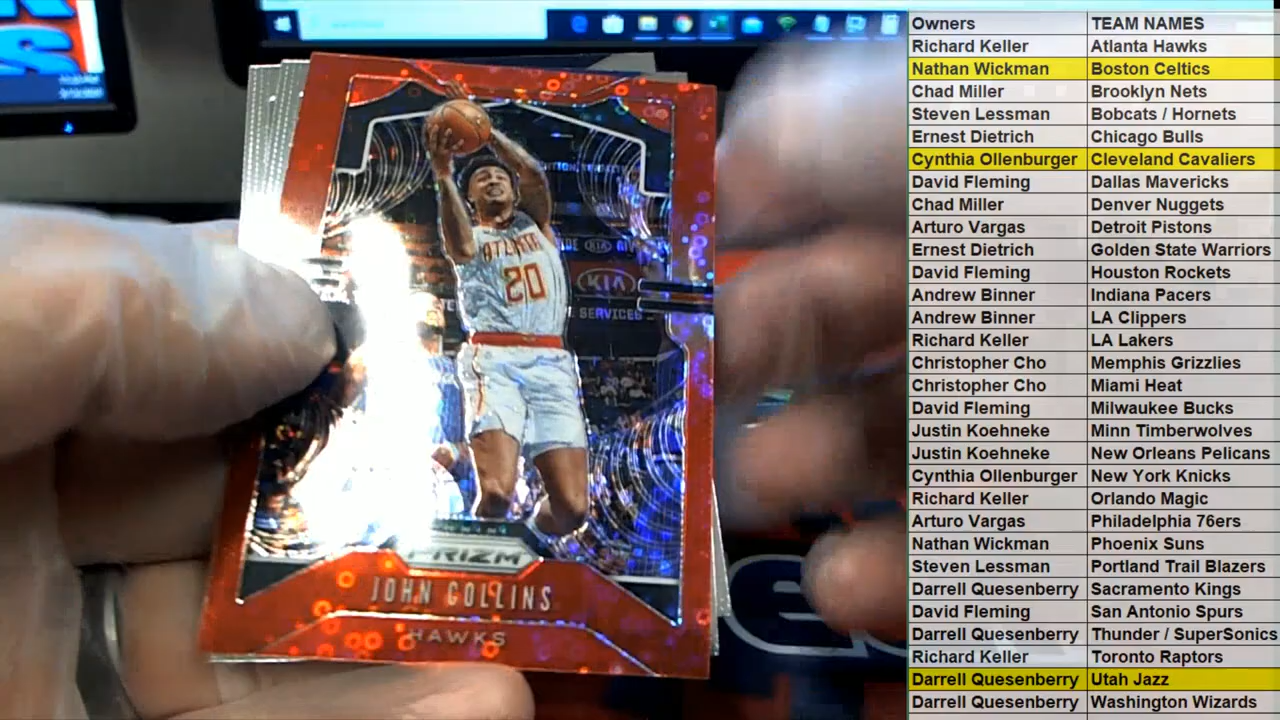 ATLANTA
20
KIA
KIA
SERVICES
PRIZM
JOHN COLLINS
HAWKS
Owners TEAM NAMES
Richard Keller Atlanta Hawks
Nathan Wickman Boston Celtics
Chad Miller Brooklyn Nets
Steven Lessman Bobcats / Hornets
Ernest Dietrich Chicago Bulls
Cynthia Ollenburger Cleveland Cavaliers
David Fleming Dallas Mavericks
Chad Miller Denver Nuggets
Arturo Vargas Detroit Pistons
Ernest Dietrich Golden State Warriors
David Fleming Houston Rockets
Andrew Binner Indiana Pacers
Andrew Binner LA Clippers
Richard Keller LA Lakers
Christopher Cho Memphis Grizzlies
Christopher Cho Miami Heat
David Fleming Milwaukee Bucks
Justin Koehneke Minn Timberwolves
Justin Koehneke New Orleans Pelicans
Cynthia Ollenburger New York Knicks
Richard Keller Orlando Magic
Arturo Vargas Philadelphia 76ers
Nathan Wickman Phoenix Suns
Steven Lessman Portland Trail Blazers
Darrell Quesenberry Sacramento Kings
David Fleming San Antonio Spurs
Darrell Quesenberry Thunder / SuperSonics
Richard Keller Toronto Raptors
Darrell Quesenberry Utah Jazz
Darrell Quesenberry Washington Wizards